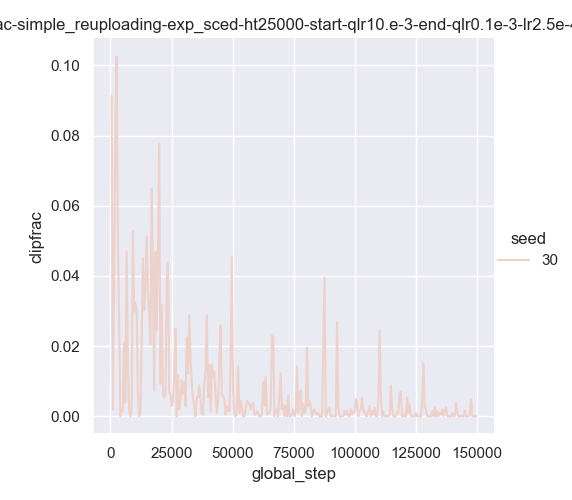 ac-simple_reuploading-exp_sced-ht25000-start-qlr10.e-3-end-qlr0.1e-3-lr2.5e-4
0.10
0.08
0.06
0.04
0.02
0.00
clipfrac
0 25000 50000 75000 100000 125000 150000
global_step
seed
30